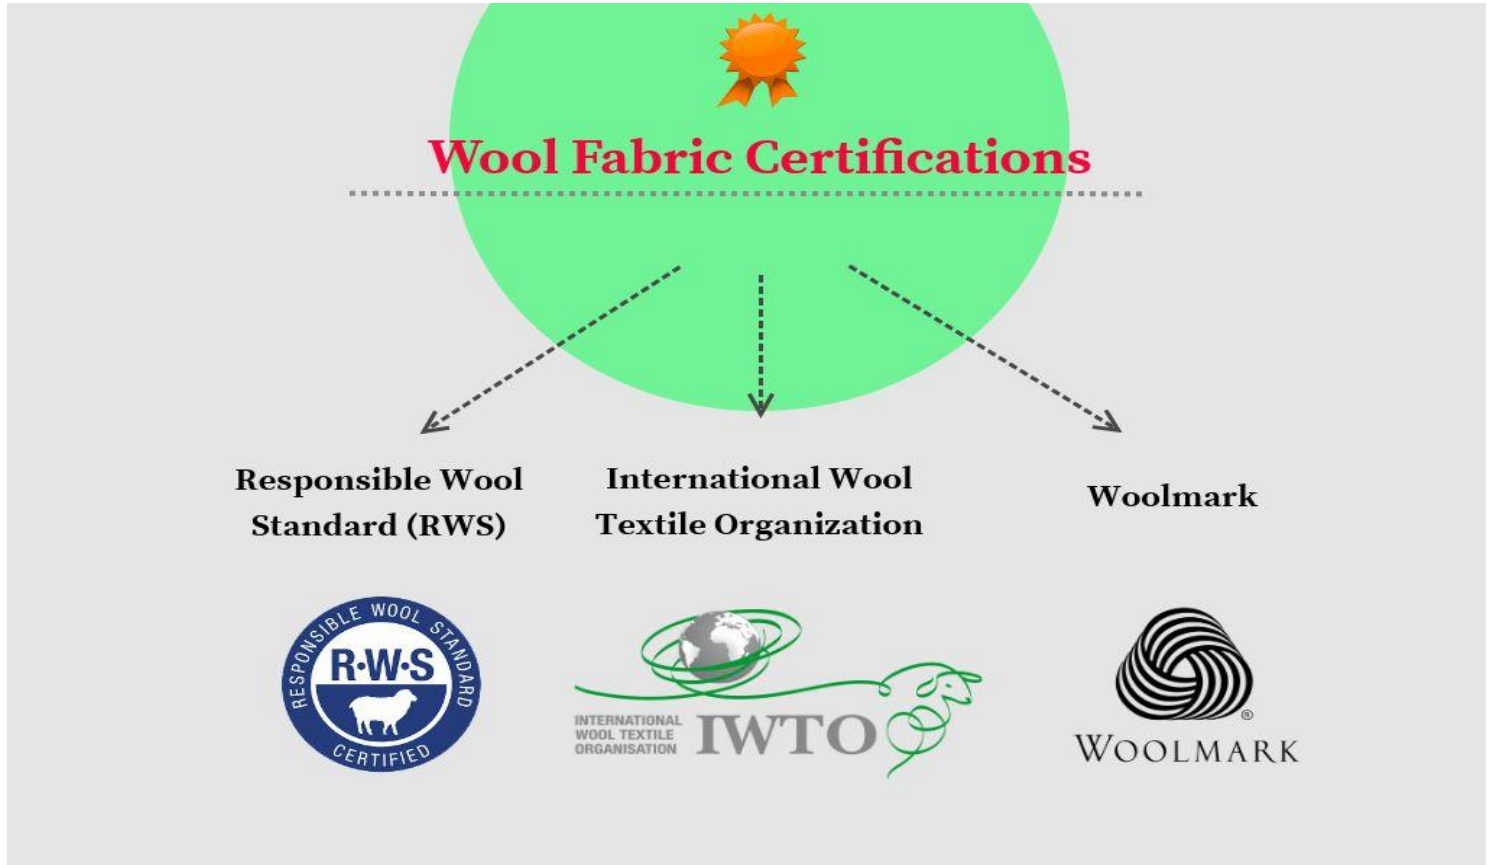 Wool Fabric Certifications
Responsible Wool
Standard (RWS)
International Wool
Textile Organization
Woolmark
RESPONSIBLE WOOL STANDARD
R·W·S
CERTIFIED
INTERNATIONAL
WOOL TEXTILE
ORGANISATION
IWTO
®
WOOLMARK